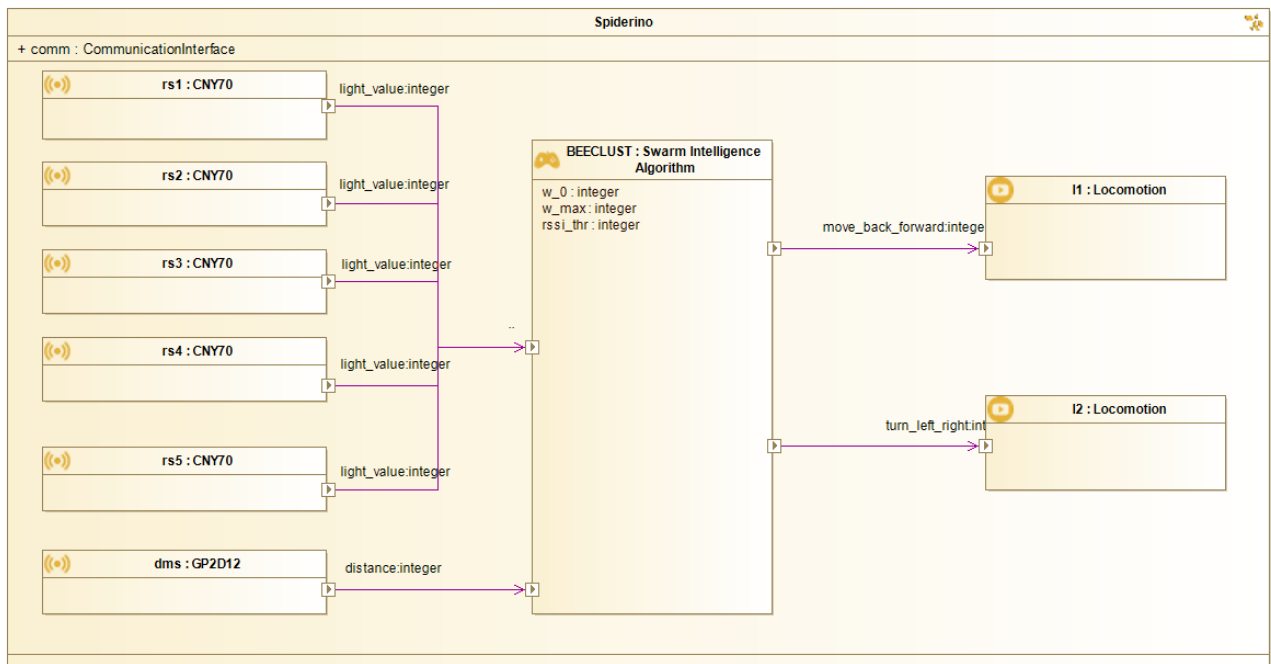 Spiderino
+ comm : CommunicationInterface
rs1 : CNY70
light_value:integer
rs2 : CNY70
light_value:integer
rs3 : CNY70
light_value:integer
rs4 : CNY70
light_value:integer
rs5 : CNY70
light_value:integer
dms : GP2D12
distance:integer
..
BEECLUST : Swarm Intelligence
Algorithm
w_0 : integer
w_max : integer
rssi_thr : integer
move_back_forward:intege
l1 : Locomotion
turn_left_right:int
l2 : Locomotion